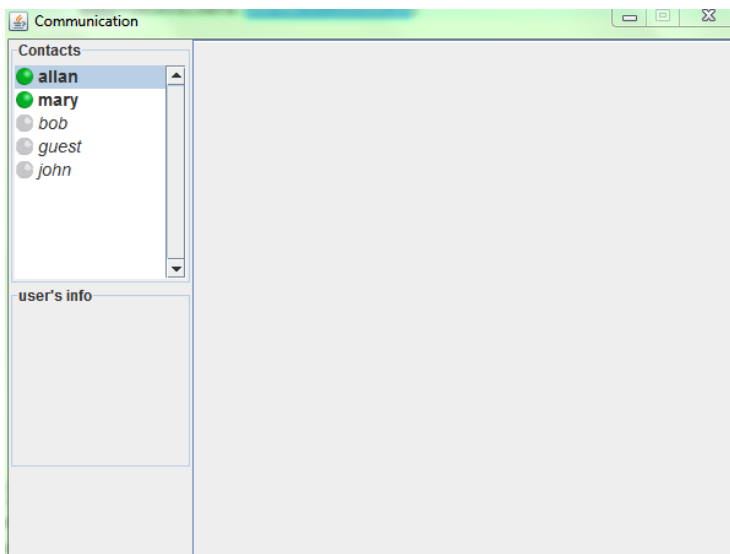 Communication
Contacts
allan
mary
bob
guest
john
user's info